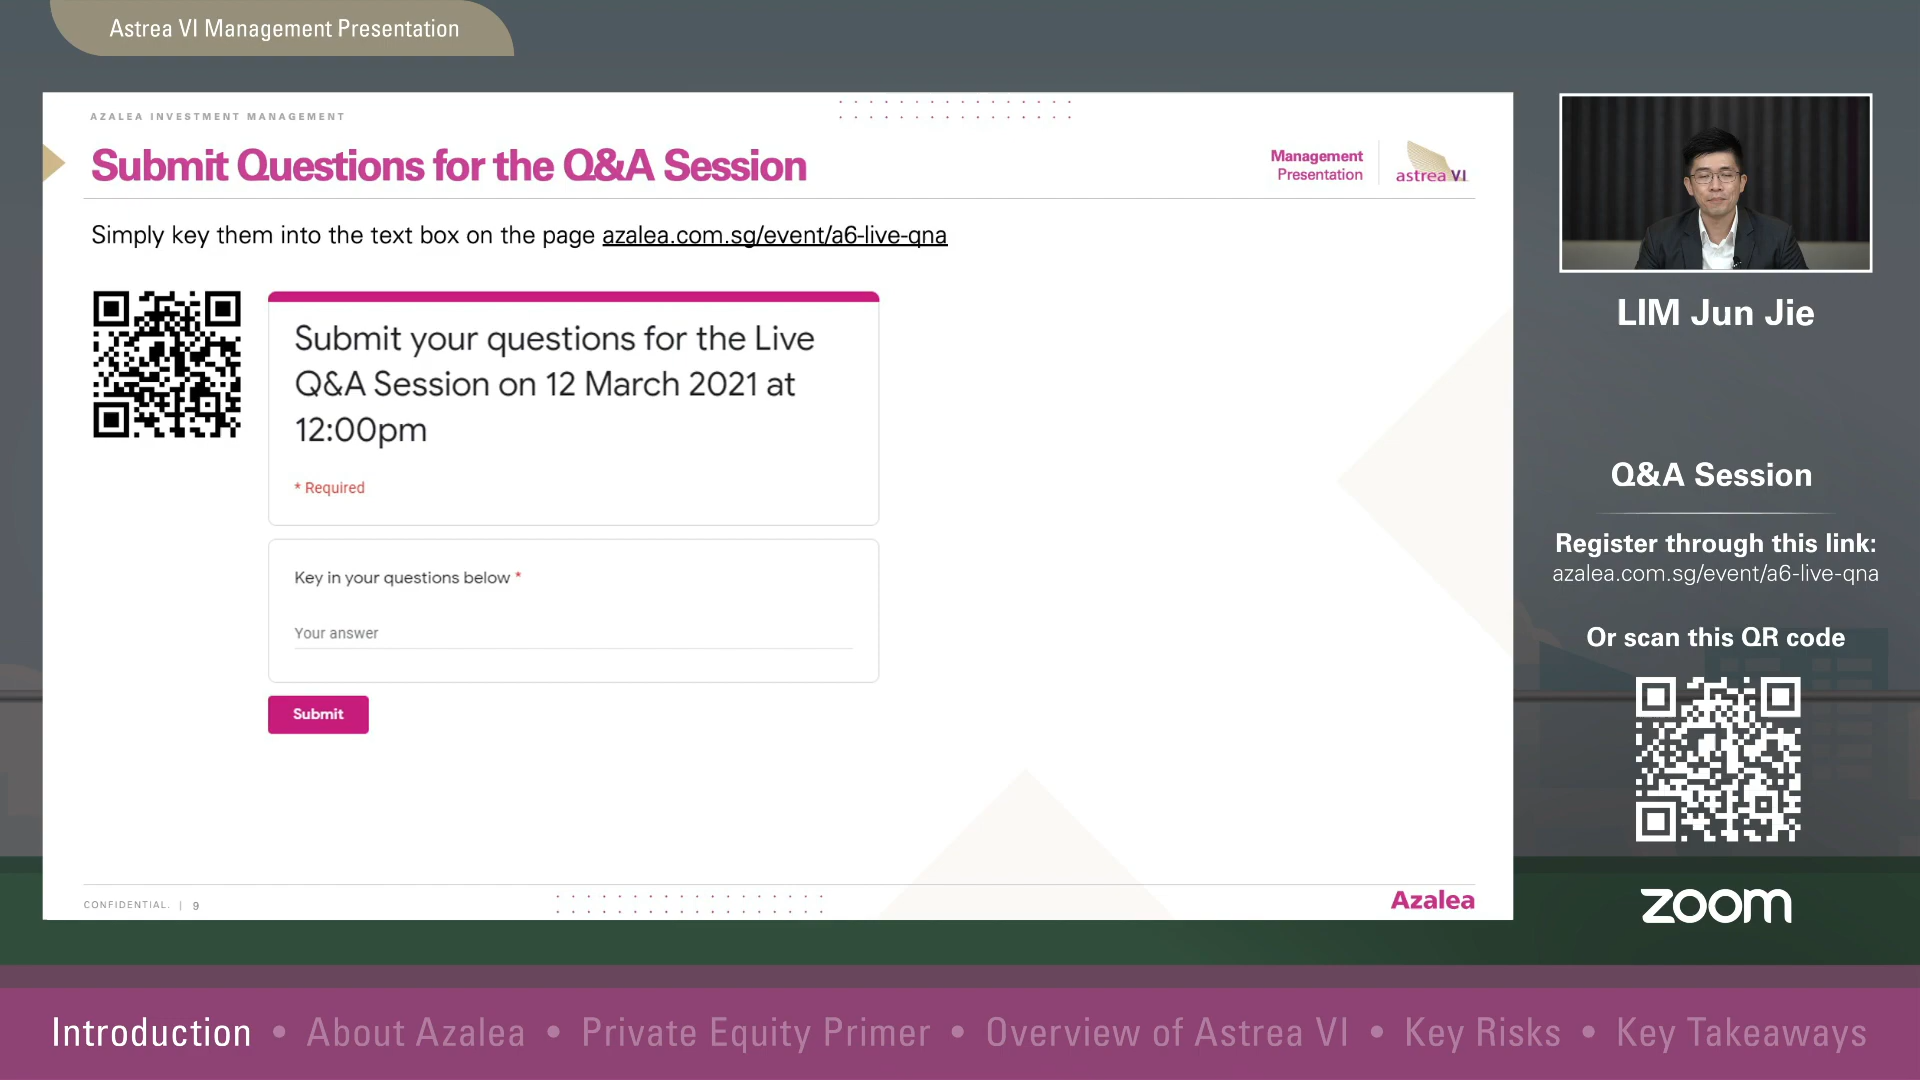 Astrea VI Management Presentation
AZALEA INVESTMENT MANAGEMENT
Submit Questions for the Q&A Session
Management
Presentation
astrea VI
Simply key them into the text box on the page azalea.com.sg/event/a6-live-qna
Submit your questions for the Live
Q&A Session on 12 March 2021 at
12:00pm
* Required
Key in your questions below *
Your answer
Submit
CONFIDENTIAL. | 9
Azalea
LIM Jun Jie
Q&A Session
Register through this link:
azalea.com.sg/event/a6-live-qna
Or scan this QR code
zoom
Introduction • About Azalea • Private Equity Primer • Overview of Astrea VI • Key Risks • Key Takeaways